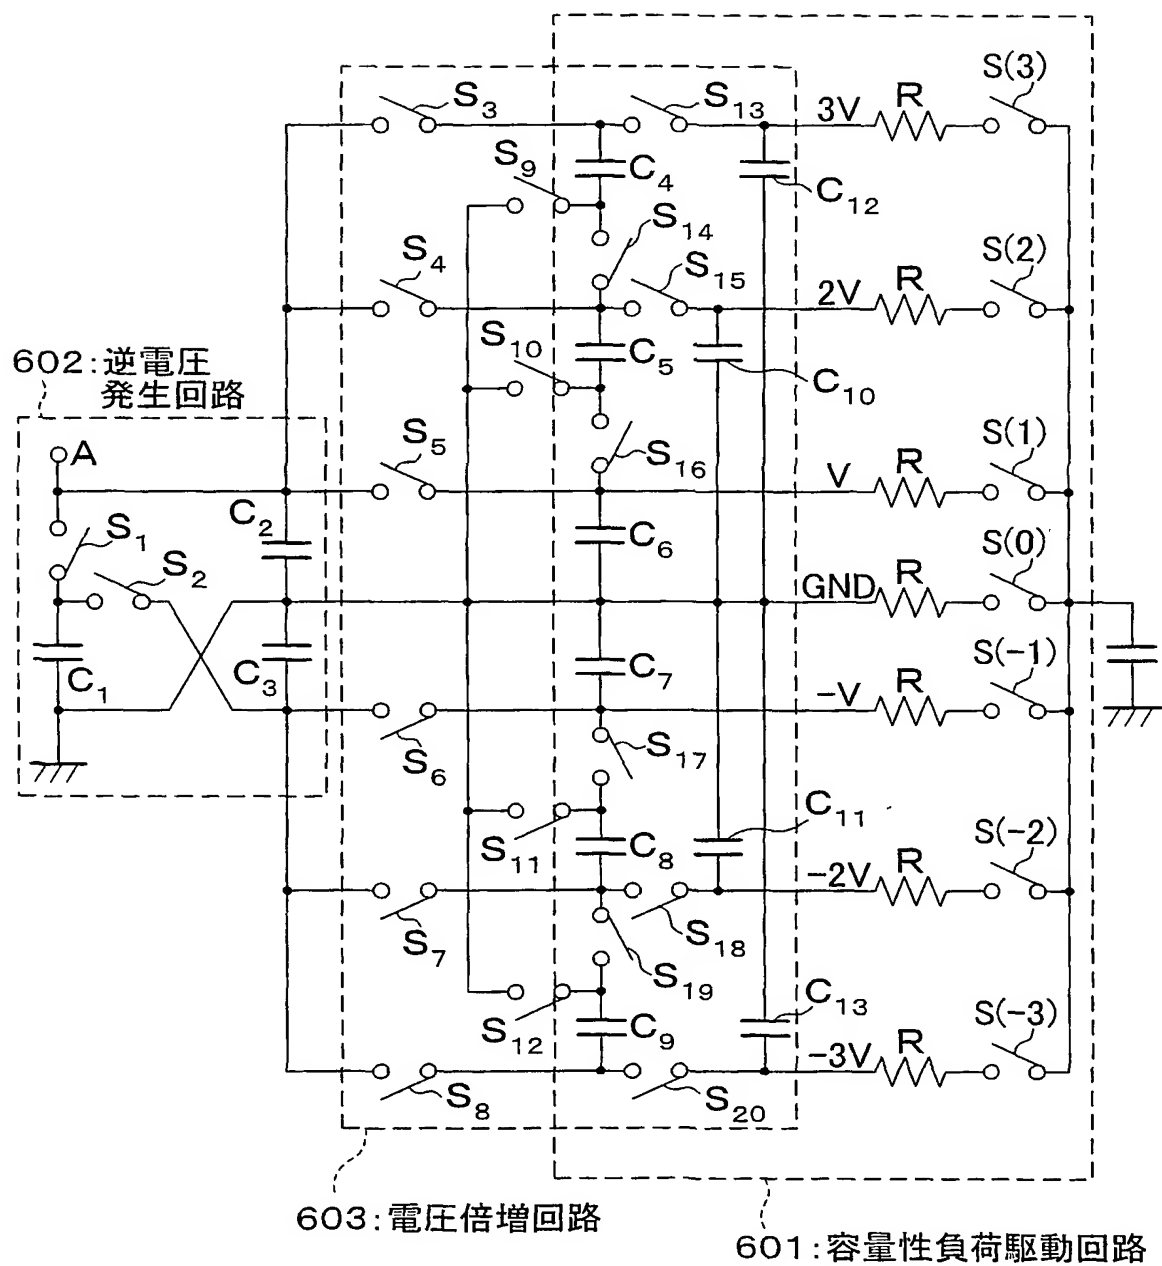 S3
S13
3V
R
S(3)
S9
C4
C12
S14
S4
S15
2V
R
S(2)
S10
C5
C10
602:逆電圧
発生回路
A
S5
S16
V
R
S(1)
C2
S1
S2
C6
GND
R
S(0)
C1
C3
C7
-V
R
S(-1)
S6
S17
S11
C8
C11
-2V
R
S(-2)
S7
S18
S19
S12
C9
C13
-3V
R
S(-3)
S8
S20
603:電圧倍増回路
601:容量性負荷駆動回路